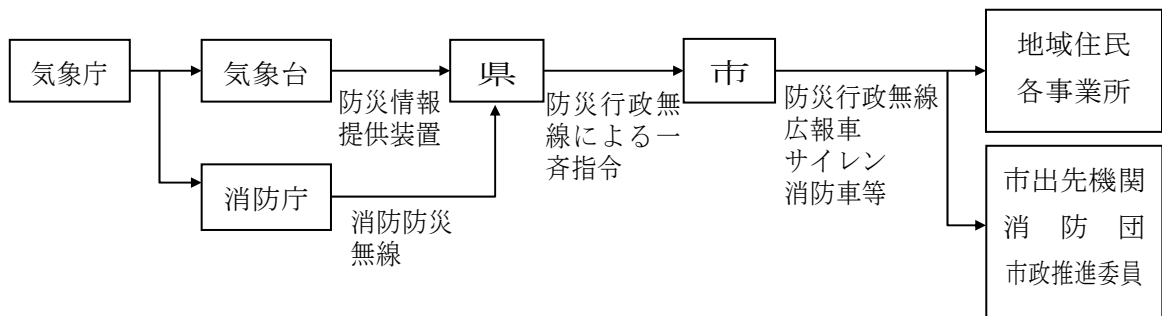 気象庁
気象台
防災情報
提供装置
消防庁
消防防災
無線
県
防災行政無
線による一
斉指令
市
防災行政無線
広報車
サイレン
消防車等
地域住民
各事業所
市出先機関
消防団
市政推進委員